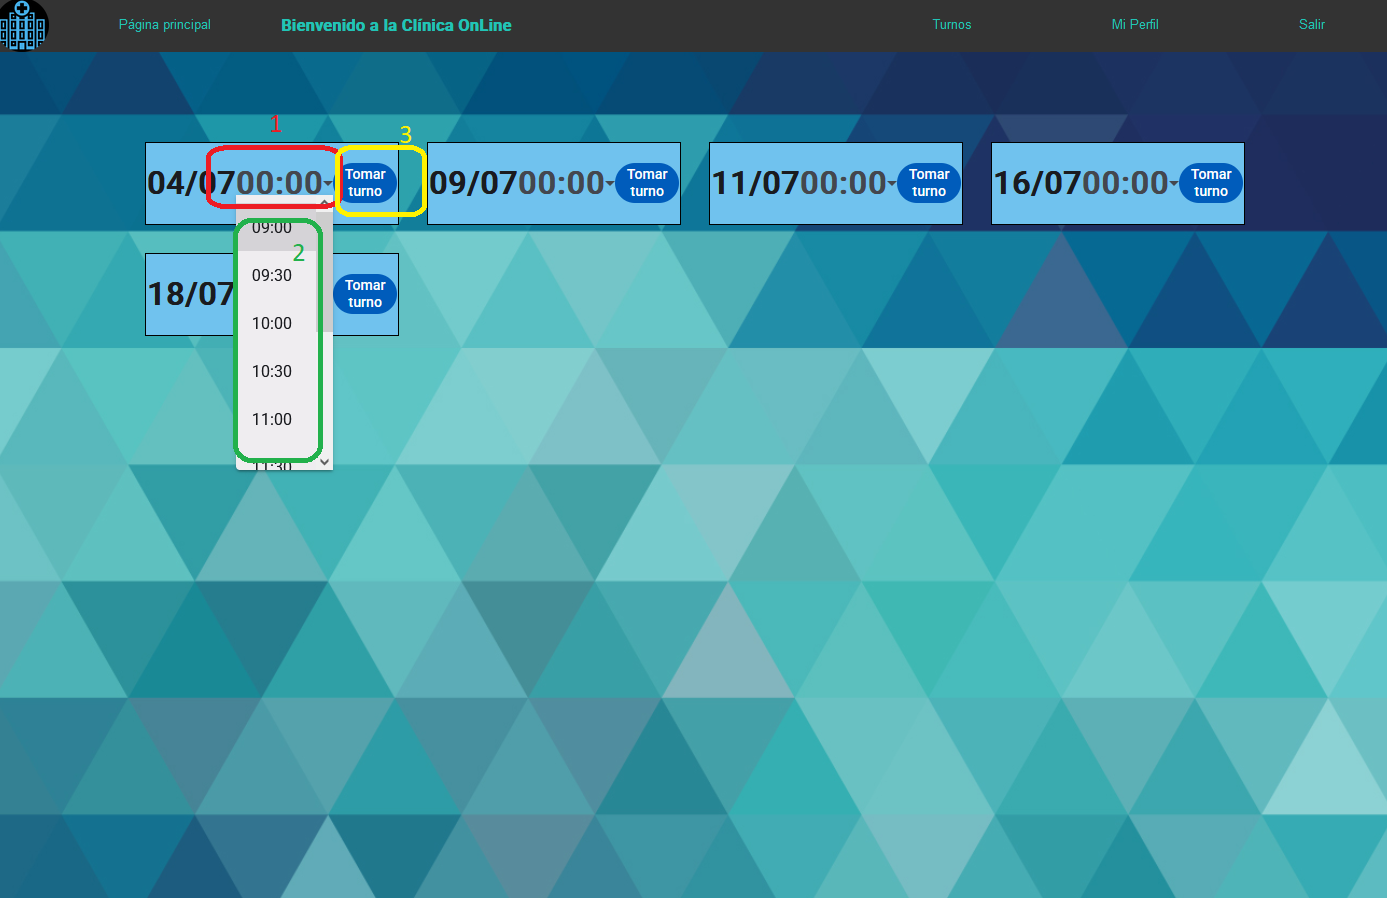 Página principal
Bienvenido a la Clínica OnLine
Turnos
Mi Perfil
Salir
1
3
04/07 00:00 Tomar turno
09/07 00:00 Tomar turno
11/07 00:00 Tomar turno
16/07 00:00 Tomar turno
18/07 Tomar turno
2
09:00
09:30
10:00
10:30
11:00
11:30